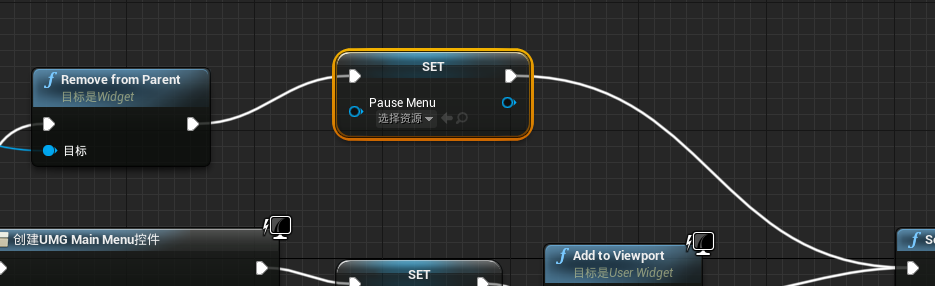 SET
f Remove from Parent
目标是Widget
Pause Menu
选择资源
目标
创建UMG Main Menu控件
SET
f Add to Viewport
目标是User Widget
f